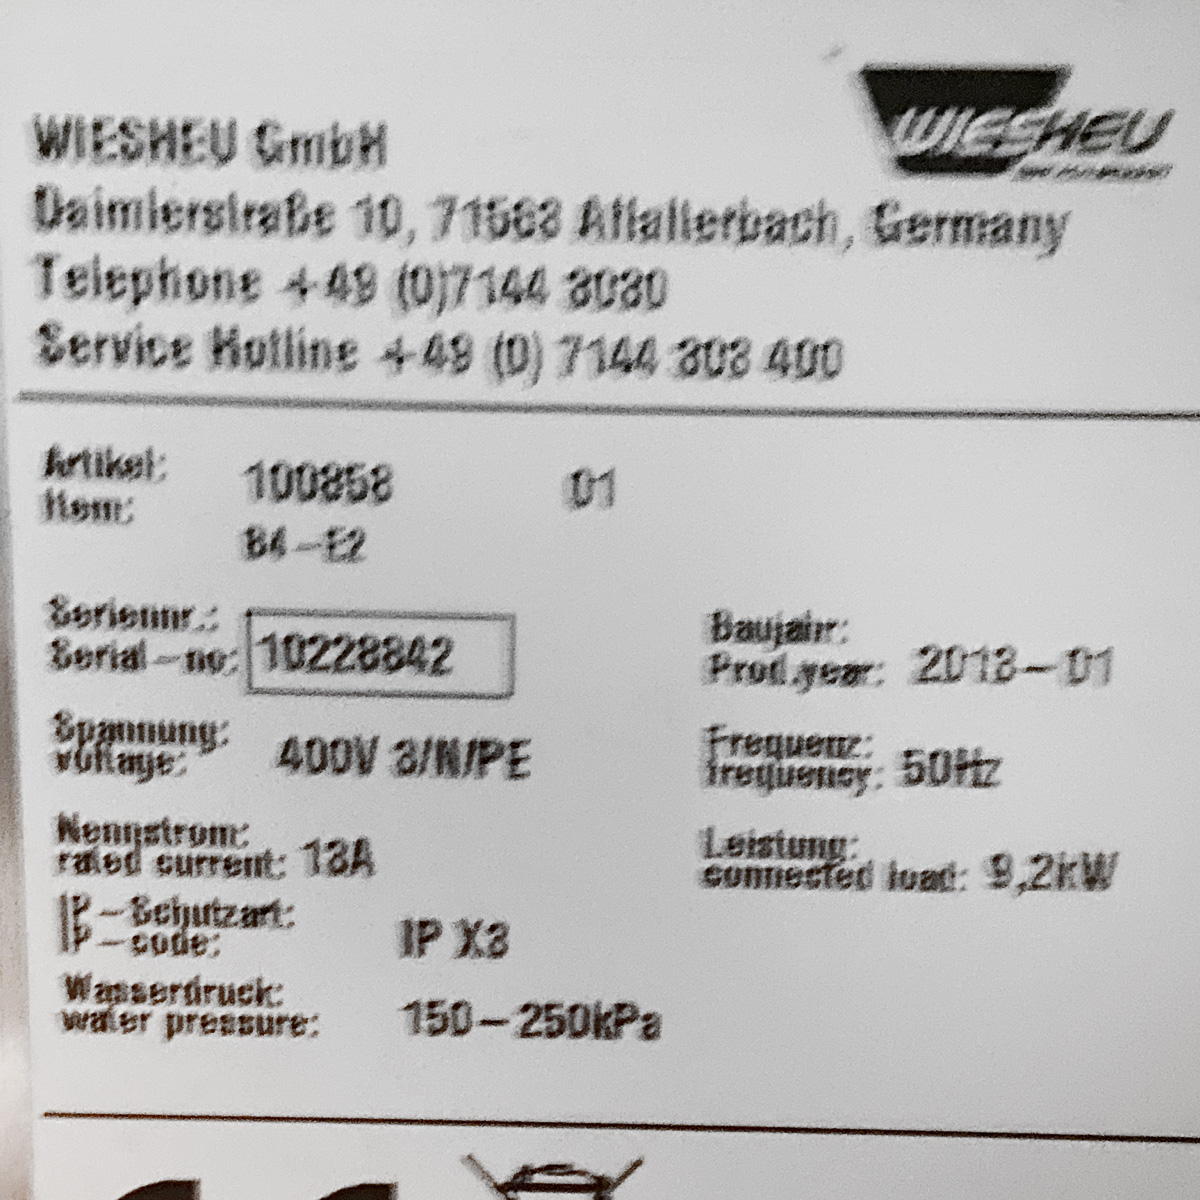 WIESHEU
WIESHEU GmbH
Daimlerstraße 10, 71563 Affalterbach, Germany
Telephone +49 (0)7144 3030
Service Hotline +49 (0) 7144 303 400
Artikel:
Item: 100858 01
B4-E2
Seriennr.:
Serial-no: 10228842
Baujahr:
Prod.year: 2013-01
Spannung:
voltage: 400V 3/N/PE
Frequenz:
frequency: 50Hz
Nennstrom:
rated current: 13A
Leistung:
connected load: 9,2kW
IP-Schutzart:
IP-code: IP X3
Wasserdruck:
water pressure: 150-250kPa